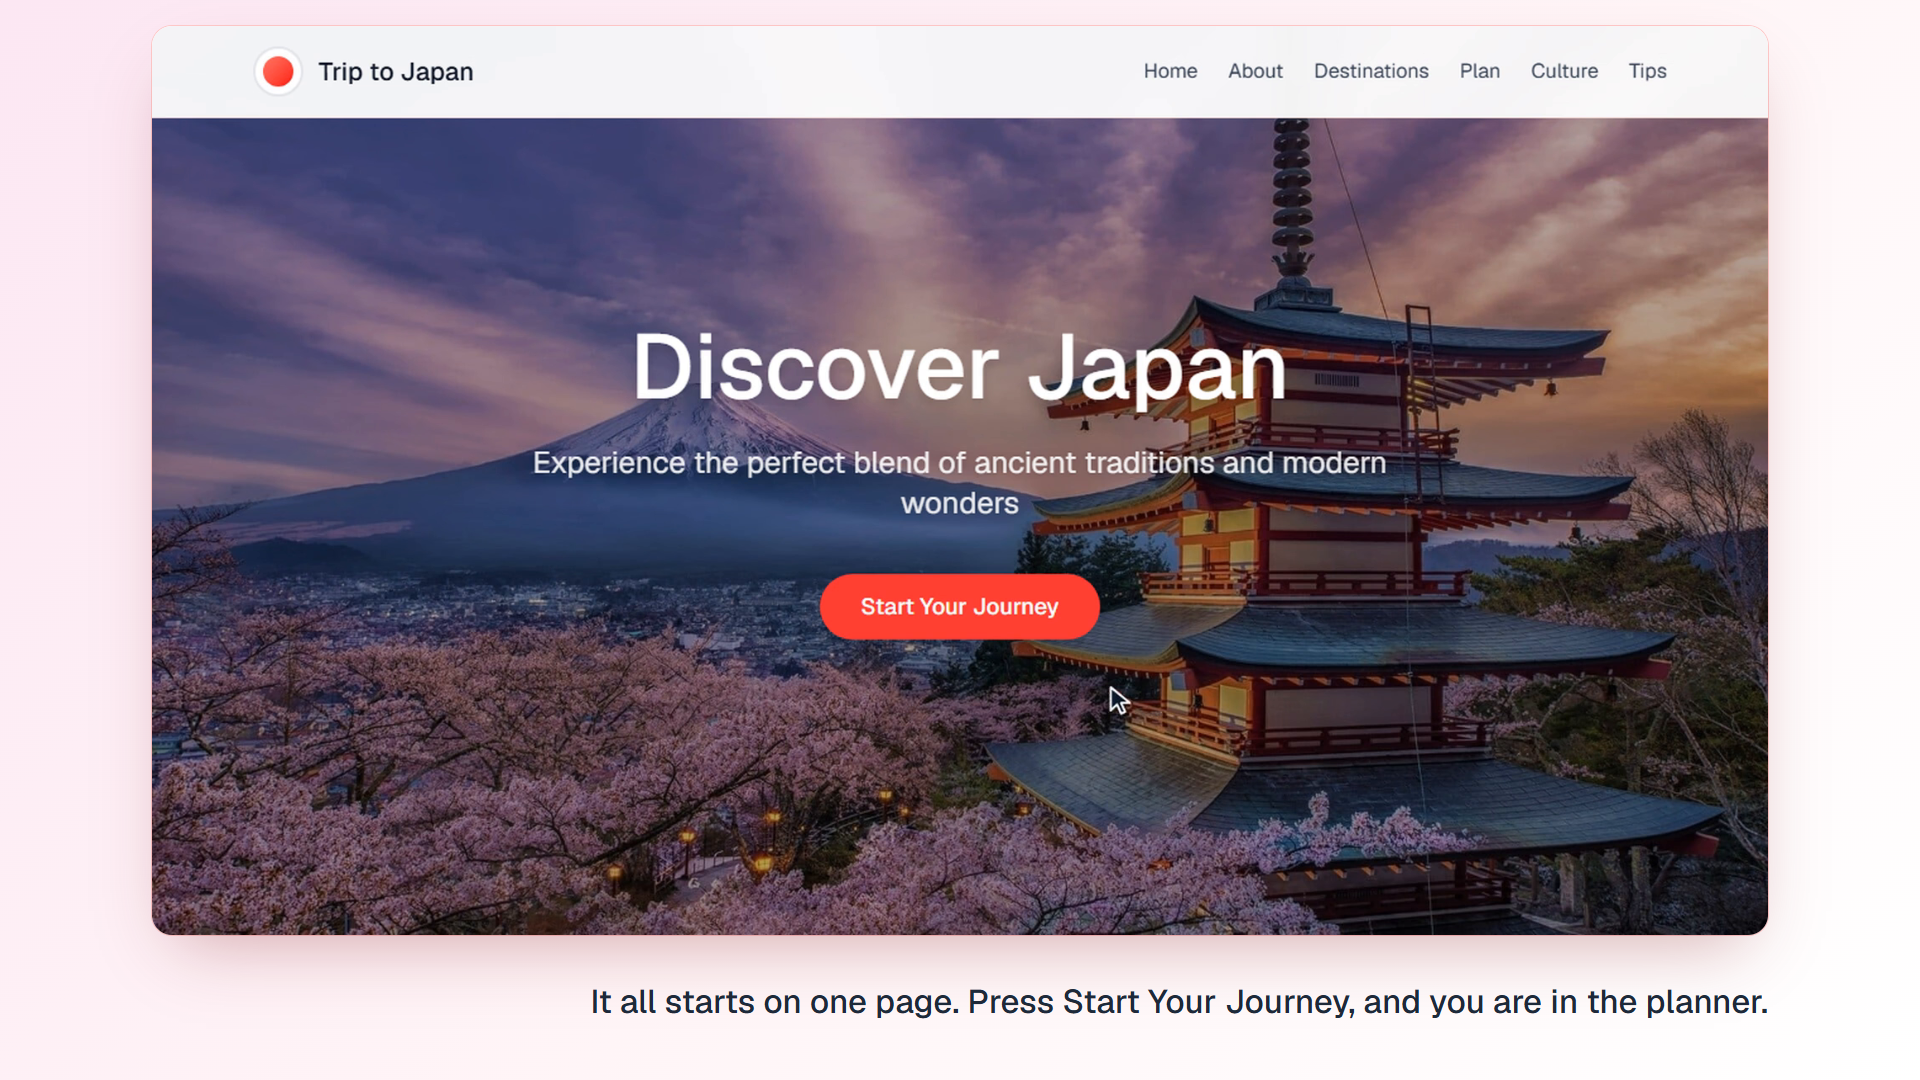 Trip to Japan
Home About Destinations Plan Culture Tips
Discover Japan
Experience the perfect blend of ancient traditions and modern
wonders
Start Your Journey
It all starts on one page. Press Start Your Journey, and you are in the planner.